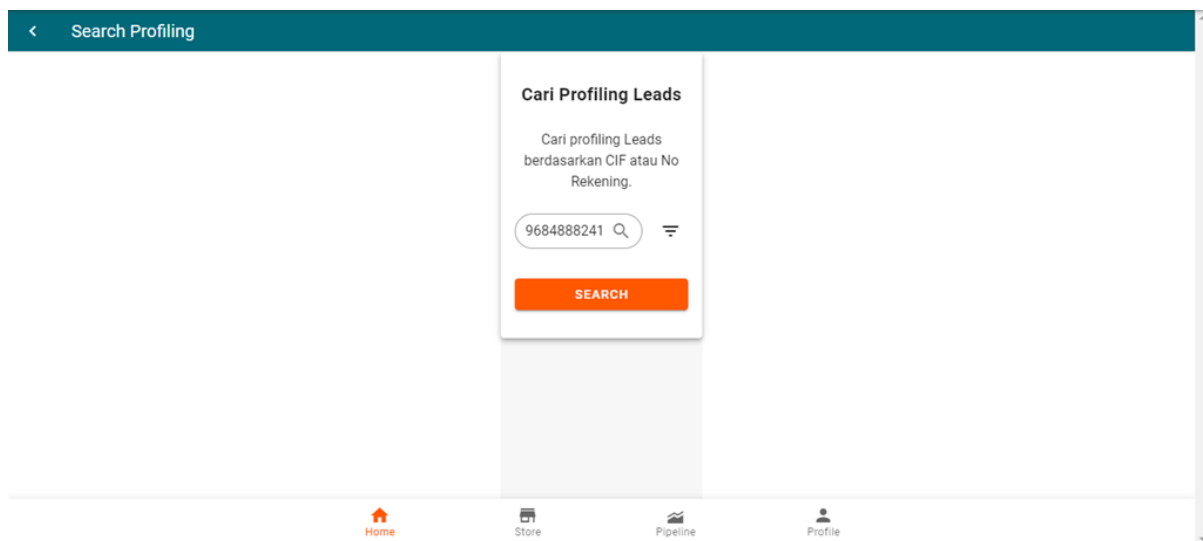 Search Profiling
Cari Profiling Leads
Cari profiling Leads
berdasarkan CIF atau No
Rekening.
9684888241
SEARCH
Home
Store
Pipeline
Profile